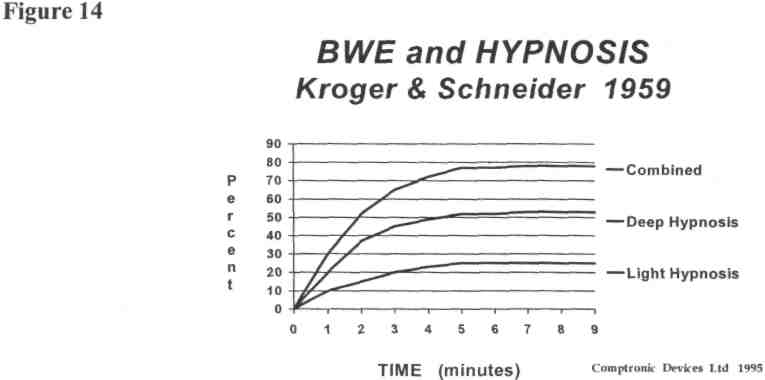 Figure 14
BWE and HYPNOSIS
Kroger & Schneider 1959
90
80
70
60
50
40
30
20
10
0
Percent
Combined
Deep Hypnosis
Light Hypnosis
0 1 2 3 4 5 6 7 8 9
TIME (minutes)
Comptronic Devices Ltd 1995